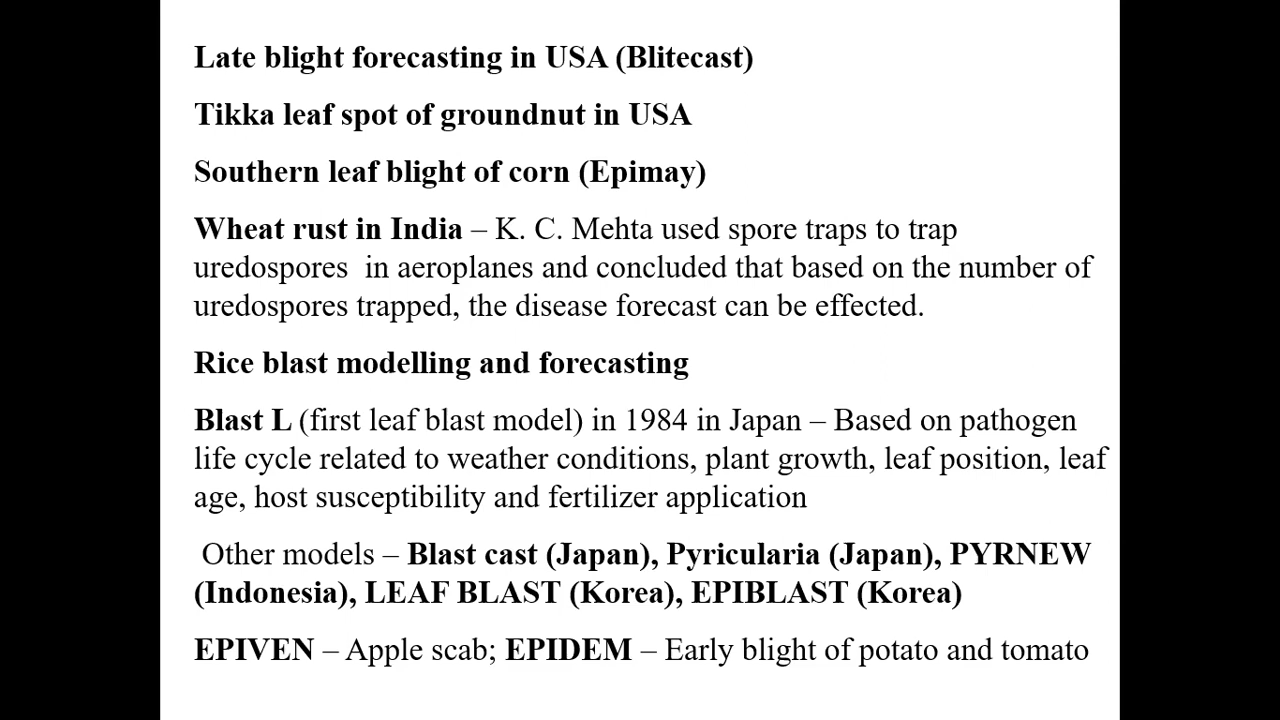 Late blight forecasting in USA (Blitecast)
Tikka leaf spot of groundnut in USA
Southern leaf blight of corn (Epimay)
Wheat rust in India – K. C. Mehta used spore traps to trap
uredospores  in aeroplanes and concluded that based on the number of
uredospores trapped, the disease forecast can be effected.
Rice blast modelling and forecasting
Blast L (first leaf blast model) in 1984 in Japan – Based on pathogen
life cycle related to weather conditions, plant growth, leaf position, leaf
age, host susceptibility and fertilizer application
Other models – Blast cast (Japan), Pyricularia (Japan), PYRNEW
(Indonesia), LEAF BLAST (Korea), EPIBLAST (Korea)
EPIVEN – Apple scab; EPIDEM – Early blight of potato and tomato